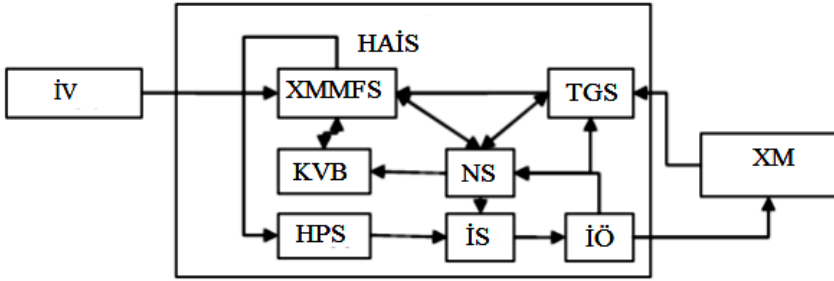 HAİS
İV
XMMFS
TGS
KVB
NS
XM
HPS
İS
İÖ